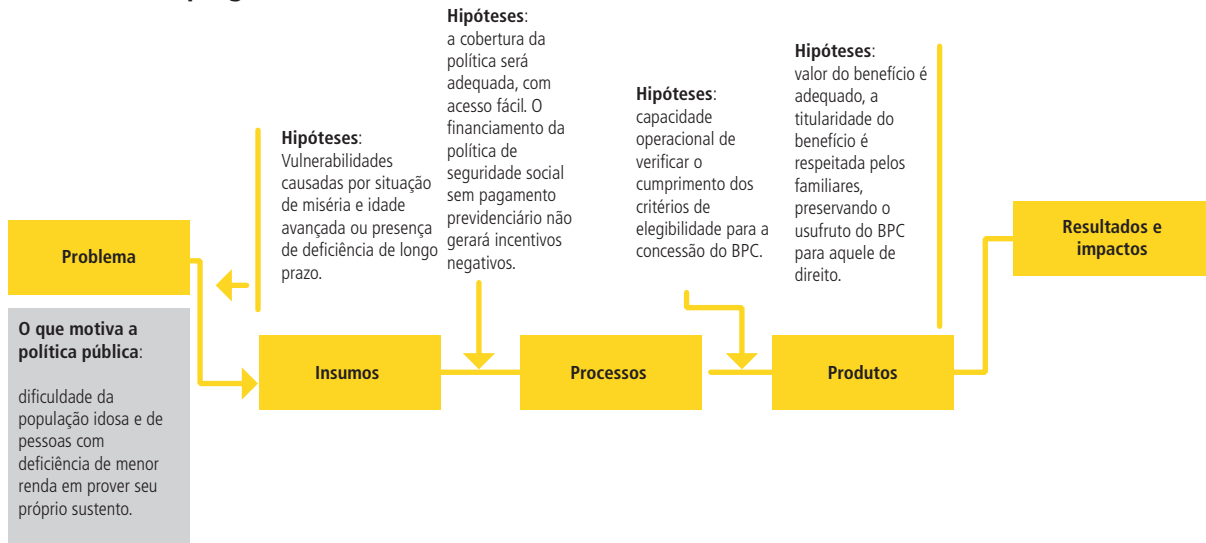 Hipóteses:
a cobertura da
política será
adequada, com
acesso fácil. O
financiamento da
política de
seguridade social
sem pagamento
previdenciário não
gerará incentivos
negativos.
Hipóteses:
valor do benefício é
adequado, a
titularidade do
benefício é
respeitada pelos
familiares,
preservando o
usufruto do BPC
para aquele de
direito.
Hipóteses:
capacidade
operacional de
verificar o
cumprimento dos
critérios de
elegibilidade para a
concessão do BPC.
Hipóteses:
Vulnerabilidades
causadas por situação
de miséria e idade
avançada ou presença
de deficiência de longo
prazo.
Problema
Resultados e
impactos
O que motiva a
política pública:
dificuldade da
população idosa e de
pessoas com
deficiência de menor
renda em prover seu
próprio sustento.
Insumos
Processos
Produtos